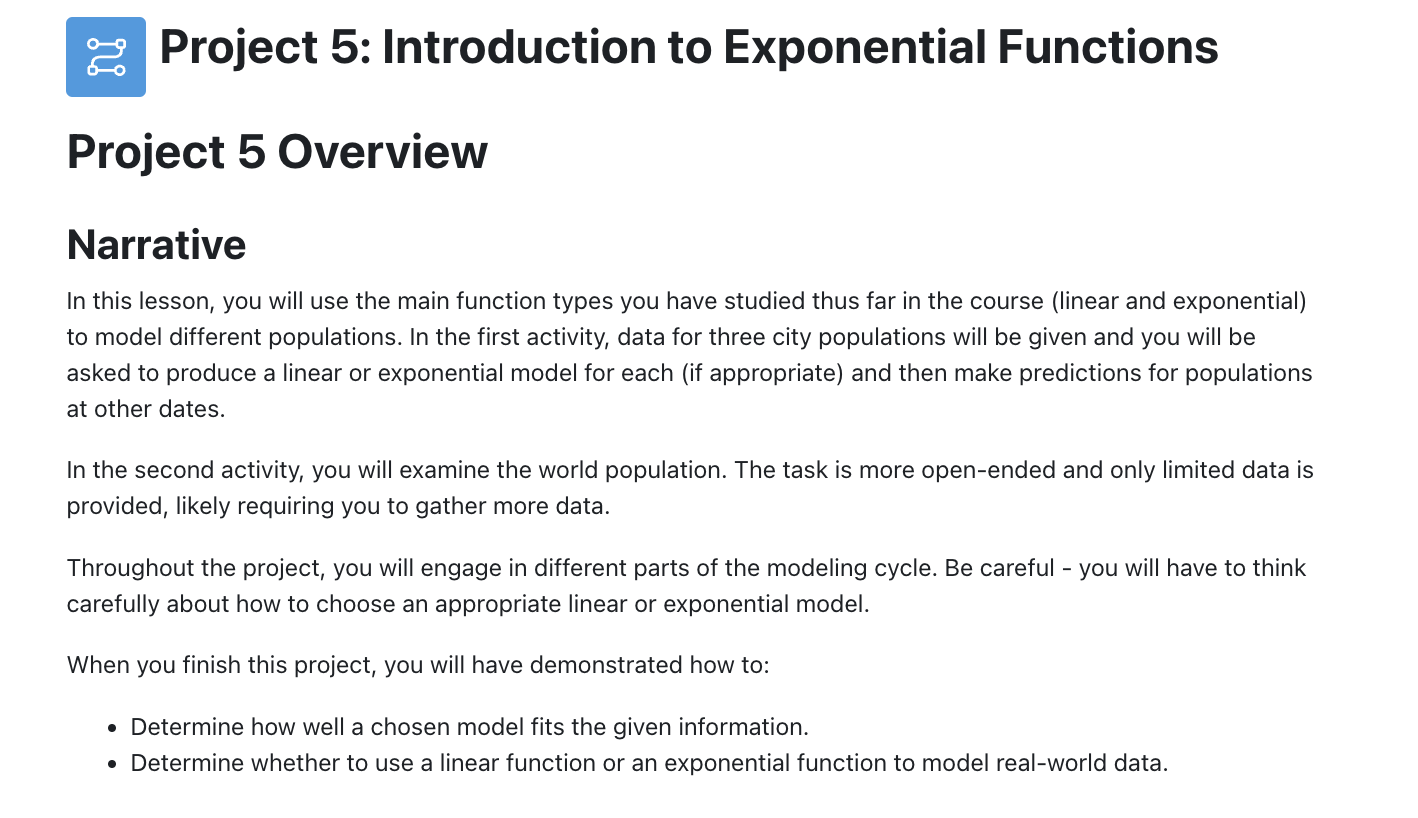 Project 5: Introduction to Exponential Functions
Project 5 Overview
Narrative
In this lesson, you will use the main function types you have studied thus far in the course (linear and exponential)
to model different populations. In the first activity, data for three city populations will be given and you will be
asked to produce a linear or exponential model for each (if appropriate) and then make predictions for populations
at other dates.
In the second activity, you will examine the world population. The task is more open-ended and only limited data is
provided, likely requiring you to gather more data.
Throughout the project, you will engage in different parts of the modeling cycle. Be careful - you will have to think
carefully about how to choose an appropriate linear or exponential model.
When you finish this project, you will have demonstrated how to:
• Determine how well a chosen model fits the given information.
• Determine whether to use a linear function or an exponential function to model real-world data.